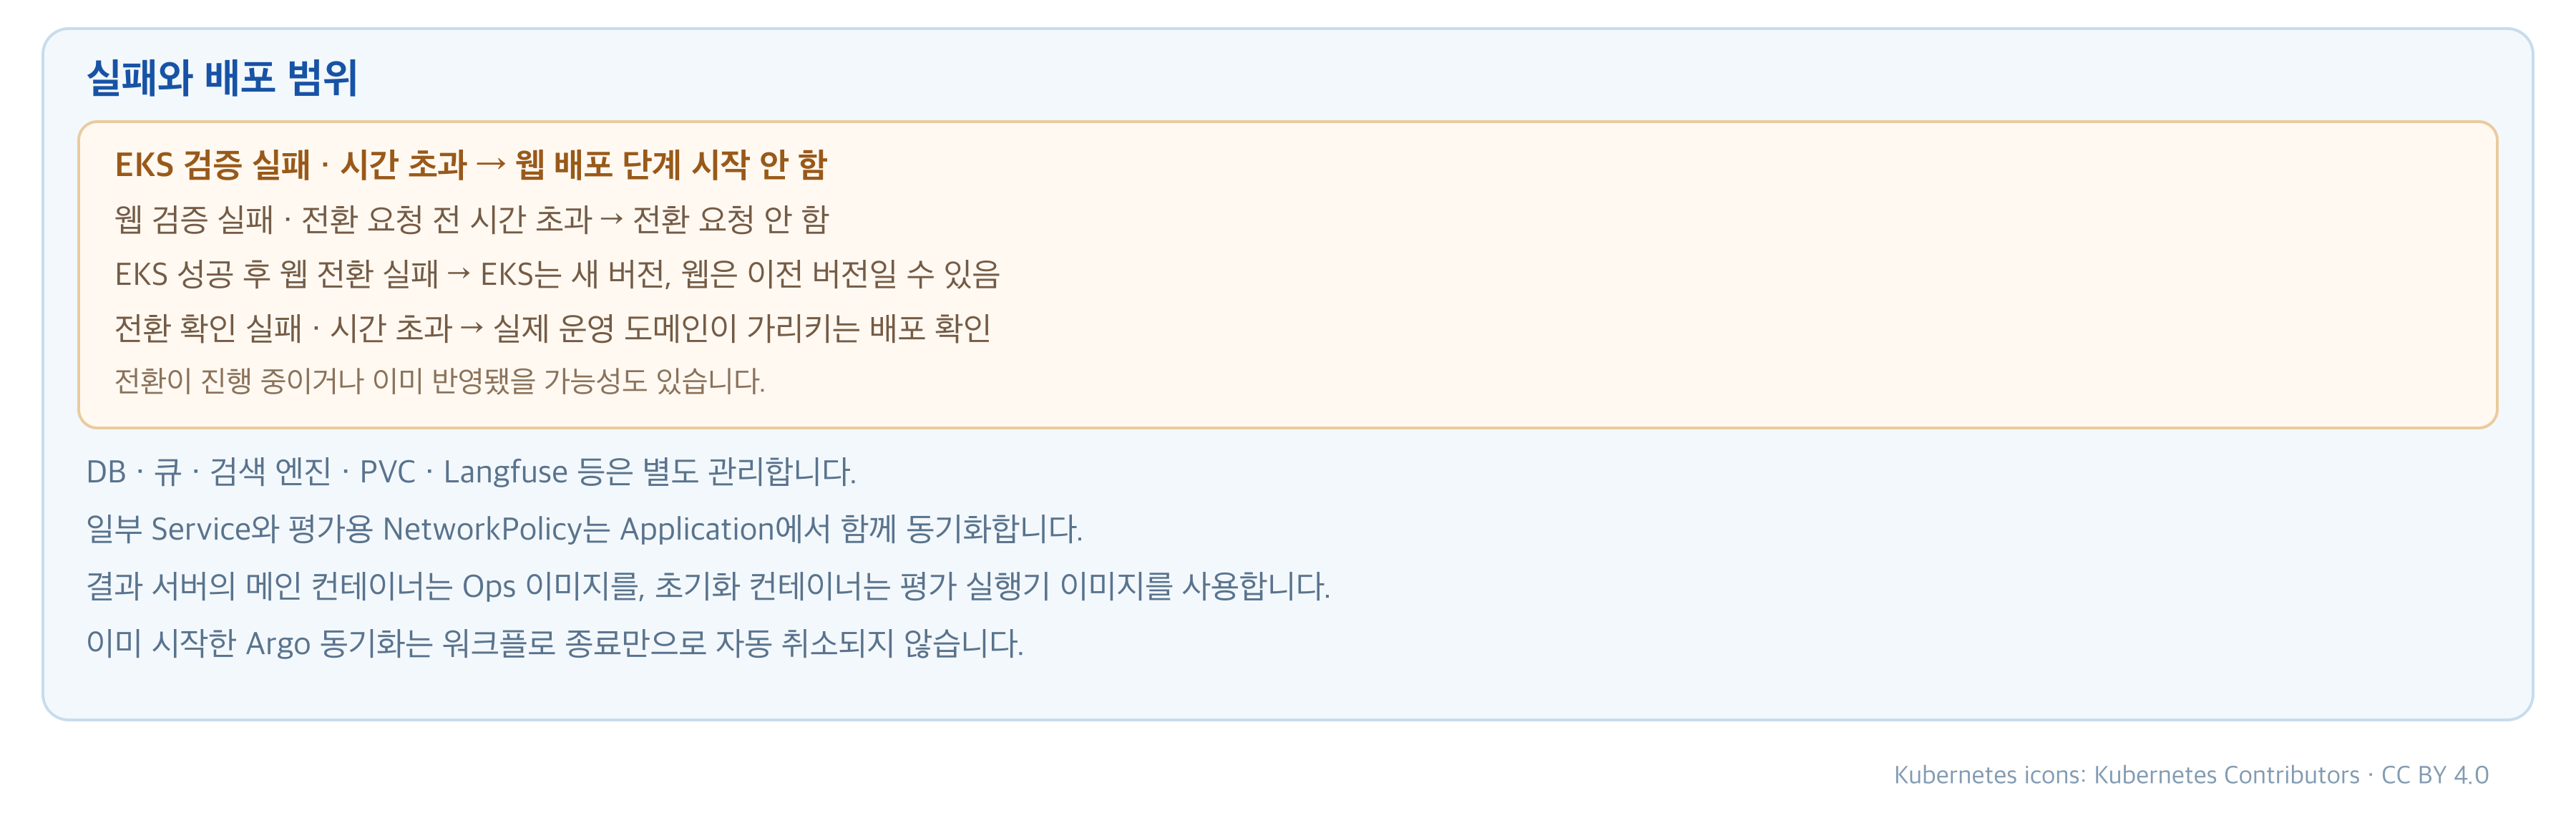 실패와 배포 범위
EKS 검증 실패 · 시간 초과 → 웹 배포 단계 시작 안 함
웹 검증 실패 · 전환 요청 전 시간 초과 → 전환 요청 안 함
EKS 성공 후 웹 전환 실패 → EKS는 새 버전, 웹은 이전 버전일 수 있음
전환 확인 실패 · 시간 초과 → 실제 운영 도메인이 가리키는 배포 확인
전환이 진행 중이거나 이미 반영됐을 가능성도 있습니다.
DB · 큐 · 검색 엔진 · PVC · Langfuse 등은 별도 관리합니다.
일부 Service와 평가용 NetworkPolicy는 Application에서 함께 동기화합니다.
결과 서버의 메인 컨테이너는 Ops 이미지를, 초기화 컨테이너는 평가 실행기 이미지를 사용합니다.
이미 시작한 Argo 동기화는 워크플로 종료만으로 자동 취소되지 않습니다.
Kubernetes icons: Kubernetes Contributors · CC BY 4.0